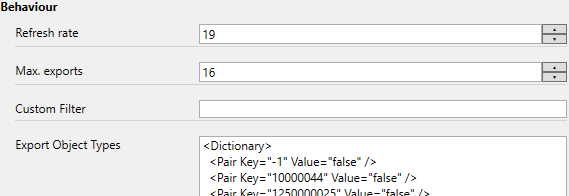 Behaviour
Refresh rate 19
Max. exports 16
Custom Filter
Export Object Types <Dictionary>
<Pair Key="-1" Value="false" />
<Pair Key="10000044" Value="false" />
<Pair Key="1250000025" Value="false" />